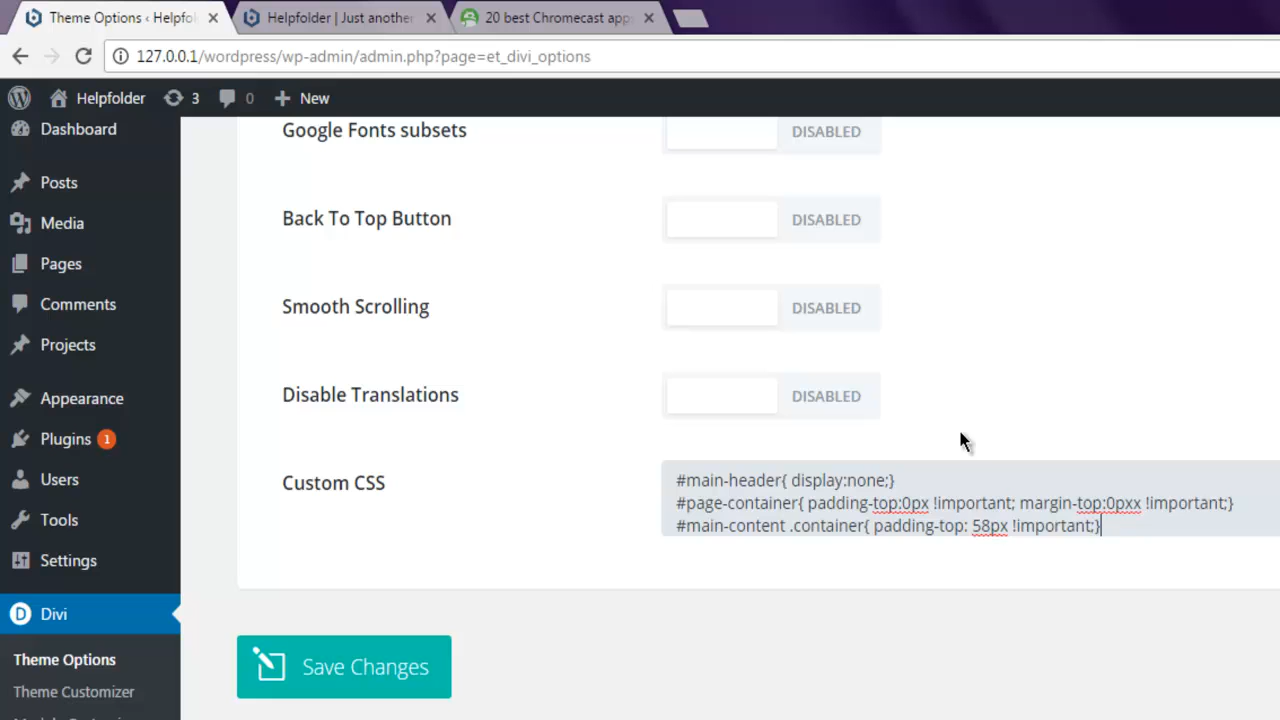 Theme Options ‹ Helpfol
Helpfolder | Just another
20 best Chromecast apps
127.0.0.1/wordpress/wp-admin/admin.php?page=et_divi_options
Helpfolder 3 0 New
Dashboard
Posts
Media
Pages
Comments
Projects
Appearance
Plugins 1
Users
Tools
Settings
Divi
Theme Options
Theme Customizer
Google Fonts subsets DISABLED
Back To Top Button DISABLED
Smooth Scrolling DISABLED
Disable Translations DISABLED
Custom CSS
#main-header{ display:none;}
#page-container{ padding-top:0px !important; margin-top:0pxx !important;}
#main-content .container{ padding-top: 58px !important;}
Save Changes